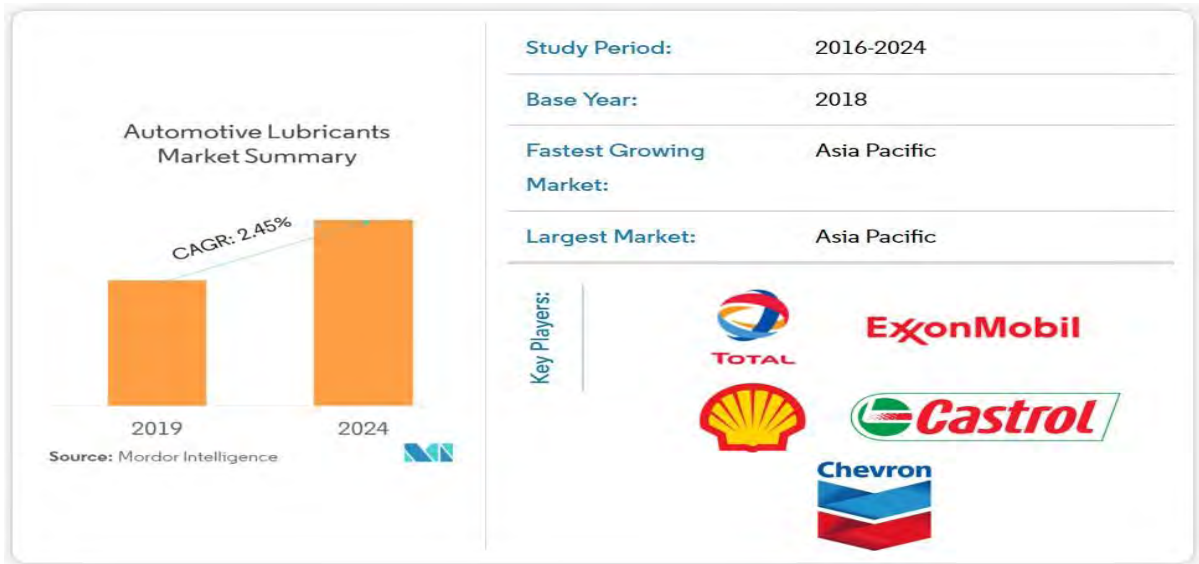 Automotive Lubricants
Market Summary
CAGR: 2.45%
2019
2024
Source: Mordor Intelligence
Study Period:
2016-2024
Base Year:
2018
Fastest Growing
Market:
Asia Pacific
Largest Market:
Asia Pacific
Key Players:
TOTAL
ExxonMobil
Castrol
Chevron